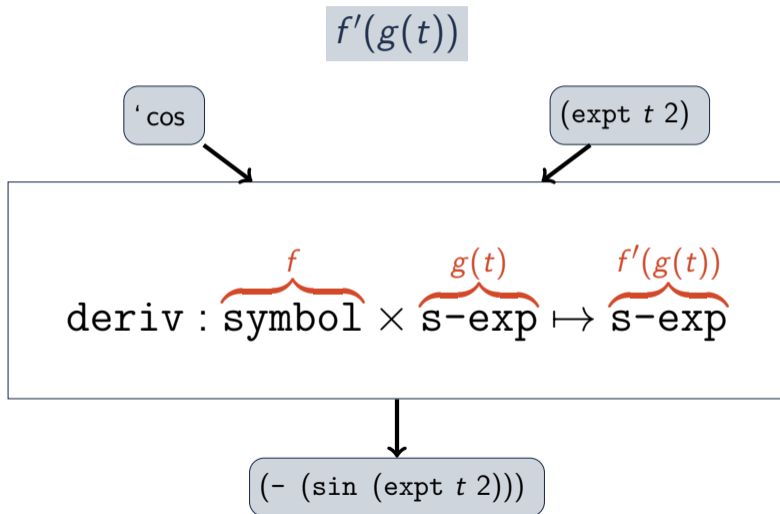 f′(g(t))
‘cos
(expt t 2)
f g(t) f′(g(t))
deriv : symbol × s-exp ↦ s-exp
(- (sin (expt t 2)))